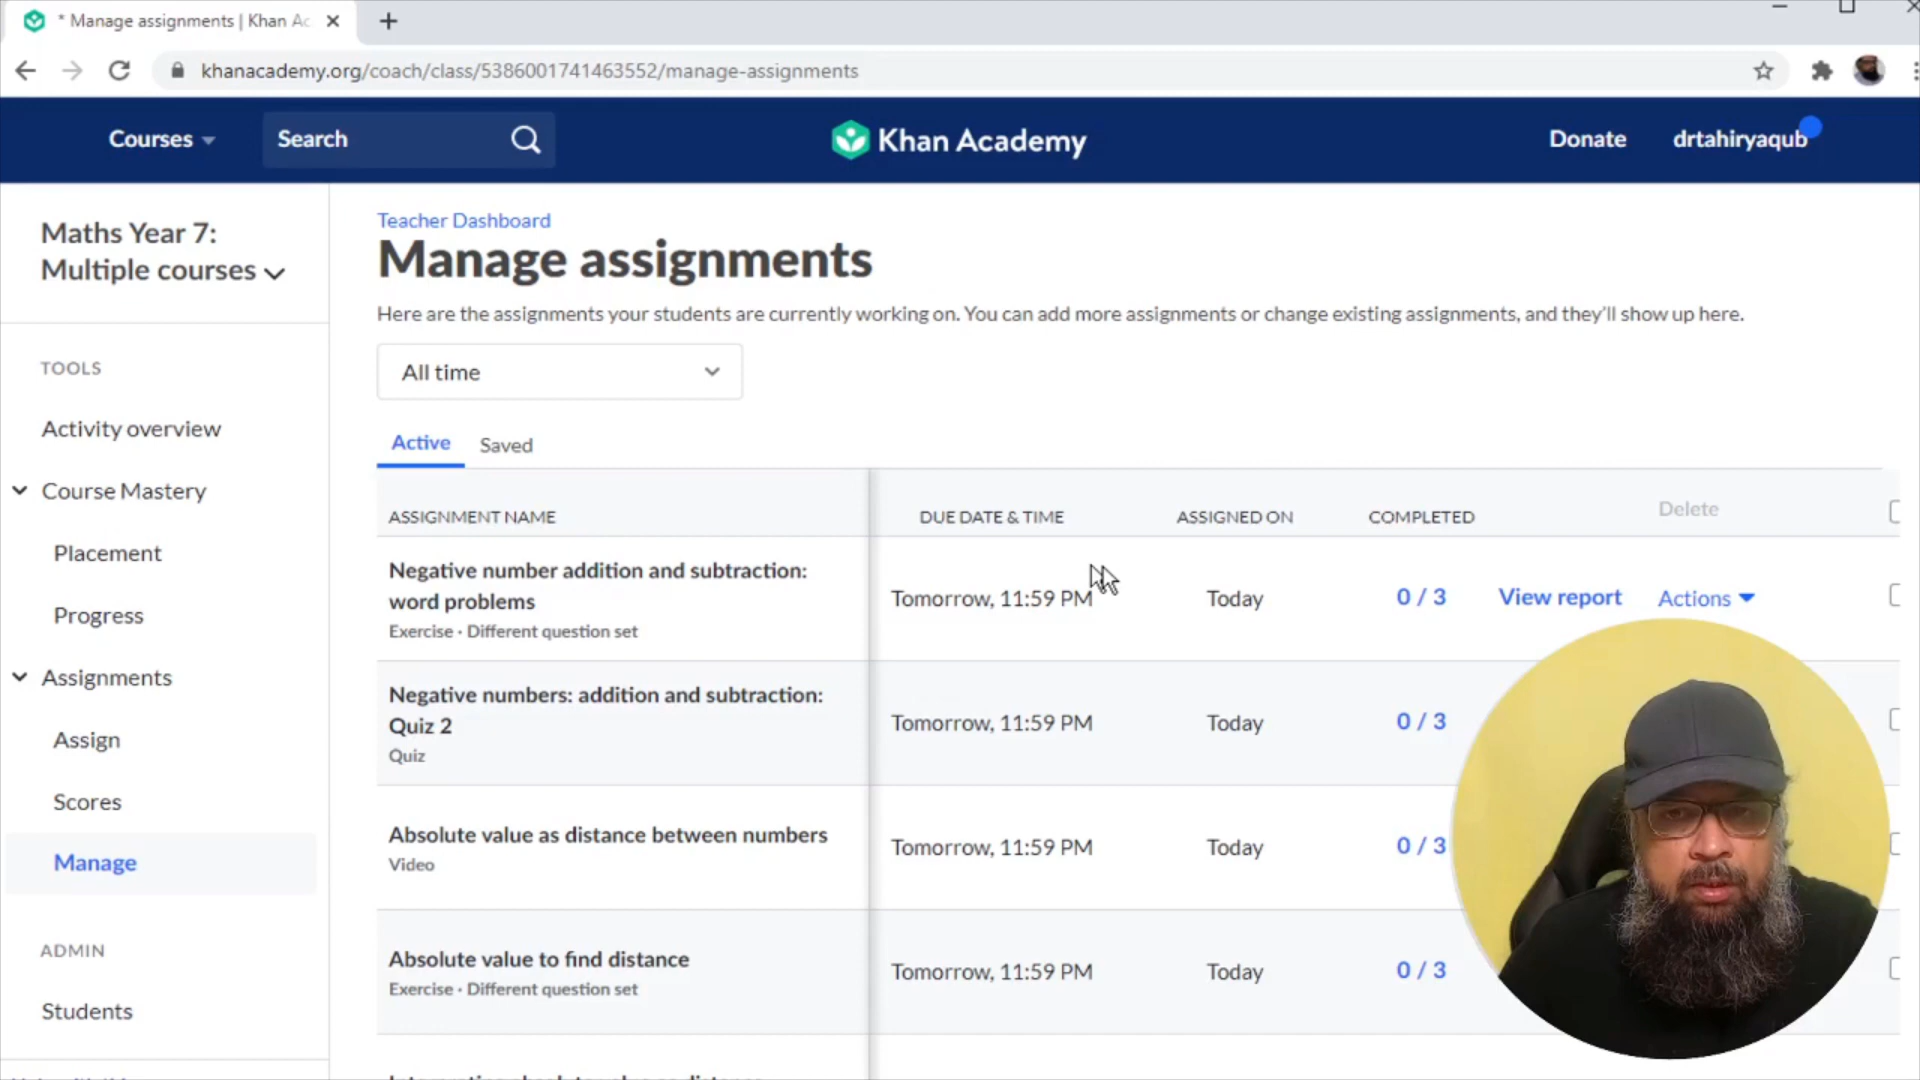 * Manage assignments | Khan Ac
khanacademy.org/coach/class/5386001741463552/manage-assignments
Courses
Search
Khan Academy
Donate
drtahiryaqub
Maths Year 7:
Multiple courses
TOOLS
Activity overview
Course Mastery
Placement
Progress
Assignments
Assign
Scores
Manage
ADMIN
Students
Teacher Dashboard
Manage assignments
Here are the assignments your students are currently working on. You can add more assignments or change existing assignments, and they'll show up here.
All time
Active Saved
ASSIGNMENT NAME DUE DATE & TIME ASSIGNED ON COMPLETED Delete
Negative number addition and subtraction:
word problems
Exercise · Different question set
Tomorrow, 11:59 PM Today 0 / 3 View report Actions
Negative numbers: addition and subtraction:
Quiz 2
Quiz
Tomorrow, 11:59 PM Today 0 / 3
Absolute value as distance between numbers
Video
Tomorrow, 11:59 PM Today 0 / 3
Absolute value to find distance
Exercise · Different question set
Tomorrow, 11:59 PM Today 0 / 3